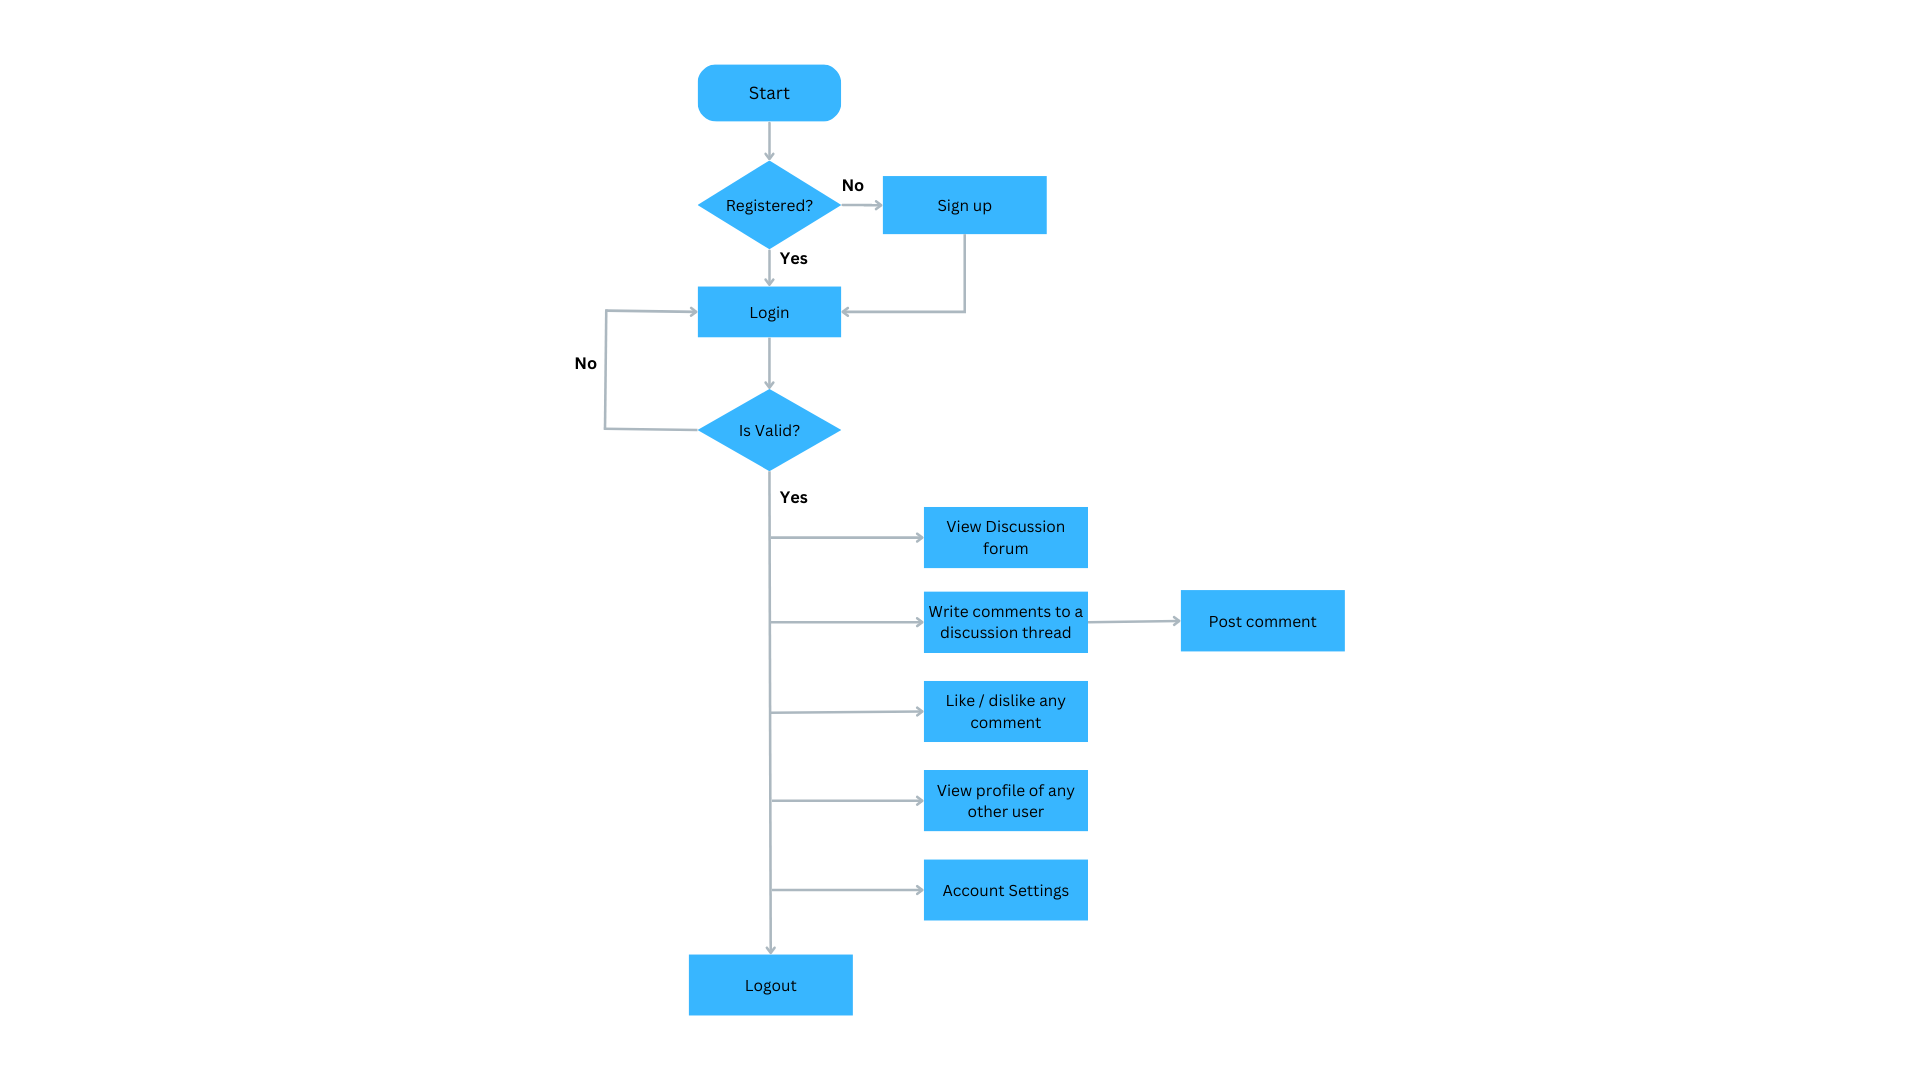 Start
Registered?
No
Sign up
Yes
Login
No
Is Valid?
Yes
View Discussion
forum
Write comments to a
discussion thread
Post comment
Like / dislike any
comment
View profile of any
other user
Account Settings
Logout